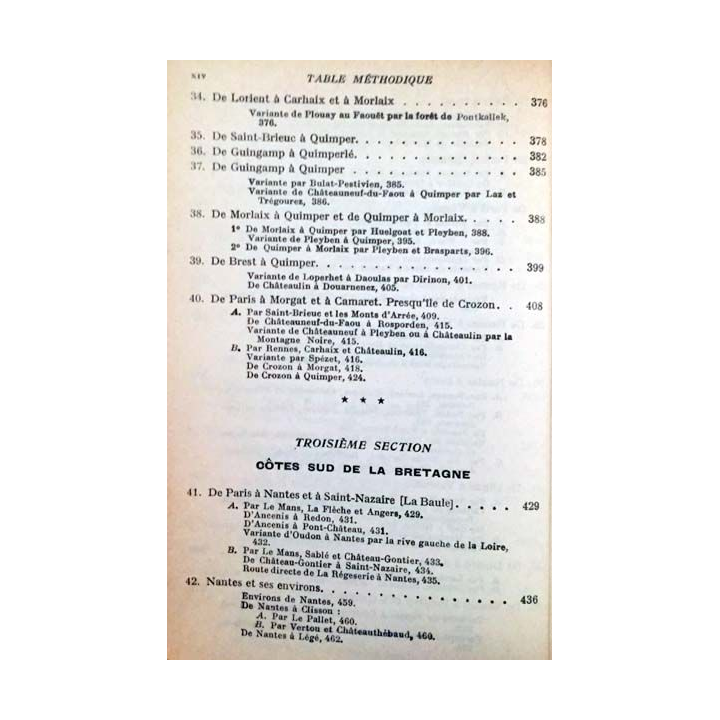 XIV TABLE MÉTHODIQUE
34. De Lorient à Carhaix et à Morlaix . . . . . . . . . . 376
Variante de Plouay au Faouët par la forêt de Pontkallek,
376.
35. De Saint-Brieuc à Quimper. . . . . . . . . . . . . . 378
36. De Guingamp à Quimperlé. . . . . . . . . . . . . . 382
37. De Guingamp à Quimper . . . . . . . . . . . . . . 385
Variante par Bulat-Pestivien, 385.
Variante de Châteauneuf-du-Faou à Quimper par Laz et
Trégourez, 386.
38. De Morlaix à Quimper et de Quimper à Morlaix. . . . . . 388
1° De Morlaix à Quimper par Huelgoat et Pleyben, 388.
Variante de Pleyben à Quimper, 395.
2° De Quimper à Morlaix par Pleyben et Brasparts, 396.
39. De Brest à Quimper. . . . . . . . . . . . . . . . . 399
Variante de Loperhet à Daoulas par Dirinon, 401.
De Châteaulin à Douarnenez, 405.
40. De Paris à Morgat et à Camaret. Presqu'île de Crozon. . . 408
A. Par Saint-Brieuc et les Monts d'Arrée, 409.
De Châteauneuf-du-Faou à Rosporden, 415.
Variante de Châteauneuf à Pleyben ou à Châteaulin par la
Montagne Noire, 415.
B. Par Rennes, Carhaix et Châteaulin, 416.
Variante par Spézet, 416.
De Crozon à Morgat, 418.
De Crozon à Quimper, 424.
* * *
TROISIÈME SECTION
CÔTES SUD DE LA BRETAGNE
41. De Paris à Nantes et à Saint-Nazaire [La Baule]. . . . . . 429
A. Par Le Mans, La Flèche et Angers, 429.
D'Ancenis à Redon, 431.
D'Ancenis à Pont-Château, 431.
Variante d'Oudon à Nantes par la rive gauche de la Loire,
432.
B. Par Le Mans, Sablé et Château-Gontier, 433.
De Château-Gontier à Saint-Nazaire, 434.
Route directe de La Régeserie à Nantes, 435.
42. Nantes et ses environs. . . . . . . . . . . . . . . . 436
Environs de Nantes, 459.
De Nantes à Clisson :
A. Par Le Pallet, 460.
B. Par Vertou et Châteauthébaud, 460.
De Nantes à Légé, 462.